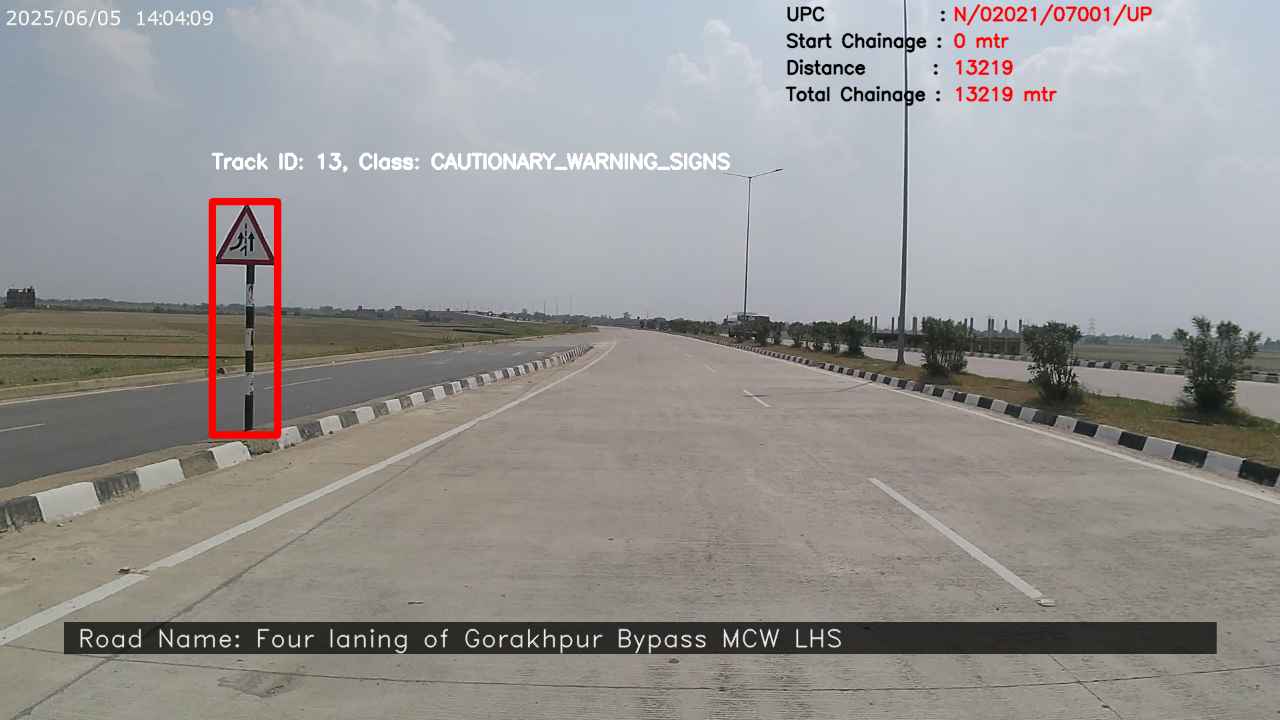 2025/06/05 14:04:09
UPC : N/02021/07001/UP
Start Chainage : 0 mtr
Distance : 13219
Total Chainage : 13219 mtr
Track ID: 13, Class: CAUTIONARY_WARNING_SIGNS
Road Name: Four laning of Gorakhpur Bypass MCW LHS